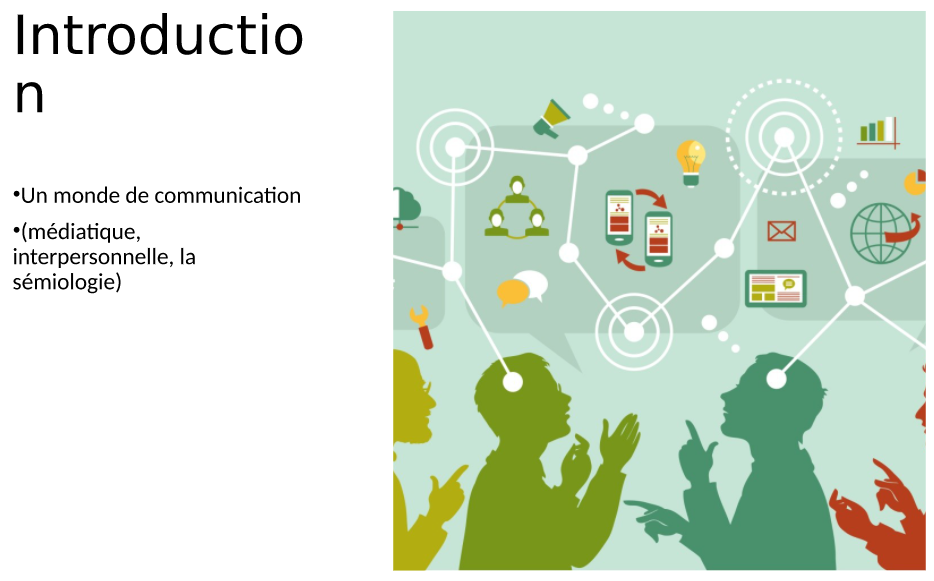 Introductio
n
•Un monde de communication
•(médiatique,
interpersonnelle, la
sémiologie)